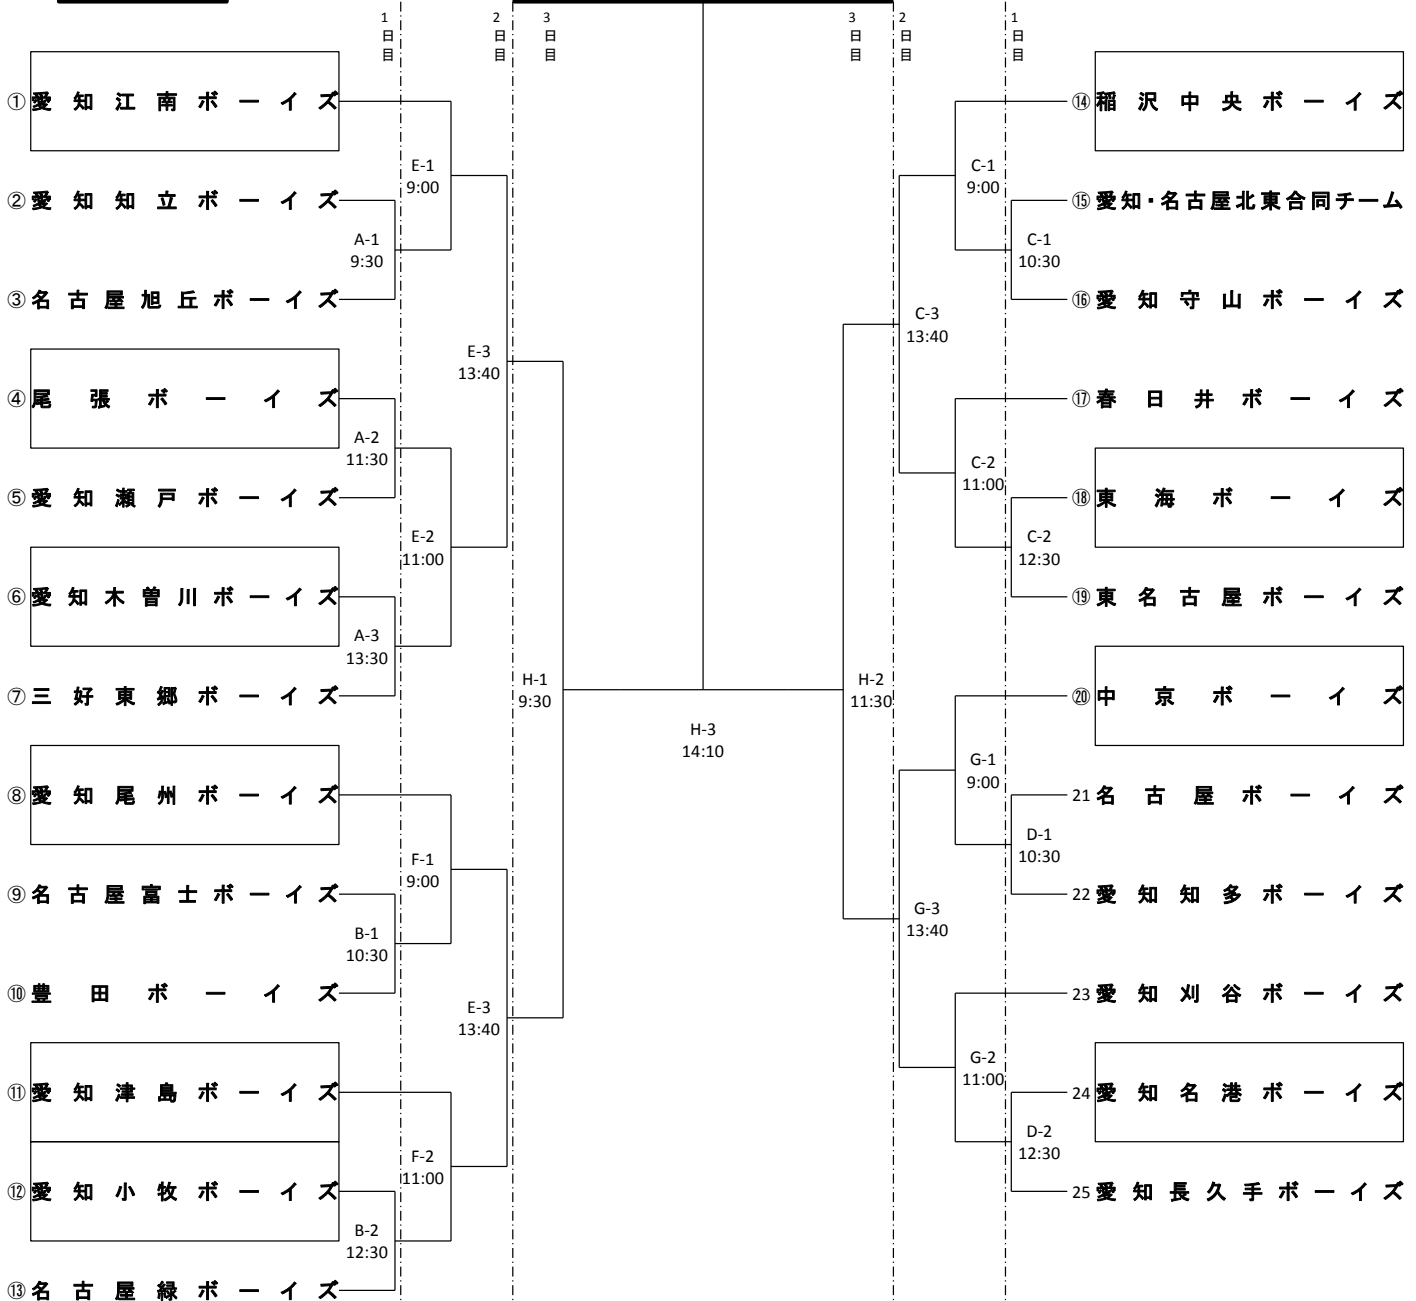 1日目
2日目
3日目
3日目
2日目
1日目
①愛知江南ボーイズ
②愛知知立ボーイズ
③名古屋旭丘ボーイズ
④尾張ボーイズ
⑤愛知瀬戸ボーイズ
⑥愛知木曽川ボーイズ
⑦三好東郷ボーイズ
⑧愛知尾州ボーイズ
⑨名古屋富士ボーイズ
⑩豊田ボーイズ
⑪愛知津島ボーイズ
⑫愛知小牧ボーイズ
⑬名古屋緑ボーイズ
A-1
9:30
A-2
11:30
A-3
13:30
B-1
10:30
B-2
12:30
E-1
9:00
E-2
11:00
F-1
9:00
F-2
11:00
E-3
13:40
E-3
13:40
H-1
9:30
H-3
14:10
H-2
11:30
C-3
13:40
G-3
13:40
C-1
9:00
C-2
11:00
G-1
9:00
G-2
11:00
C-1
10:30
C-2
12:30
D-1
10:30
D-2
12:30
⑭稲沢中央ボーイズ
⑮愛知・名古屋北東合同チーム
⑯愛知守山ボーイズ
⑰春日井ボーイズ
⑱東海ボーイズ
⑲東名古屋ボーイズ
⑳中京ボーイズ
21名古屋ボーイズ
22愛知知多ボーイズ
23愛知刈谷ボーイズ
24愛知名港ボーイズ
25愛知長久手ボーイズ